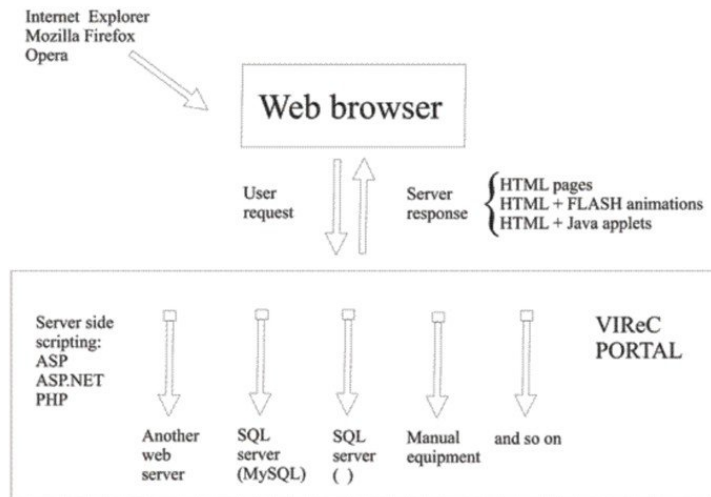 Internet Explorer
Mozilla Firefox
Opera
Web browser
User
request
Server
response
HTML pages
HTML + FLASH animations
HTML + Java applets
Server side
scripting:
ASP
ASP.NET
PHP
VIReC
PORTAL
Another
web
server
SQL
server
(MySQL)
SQL
server
( )
Manual
equipment
and so on